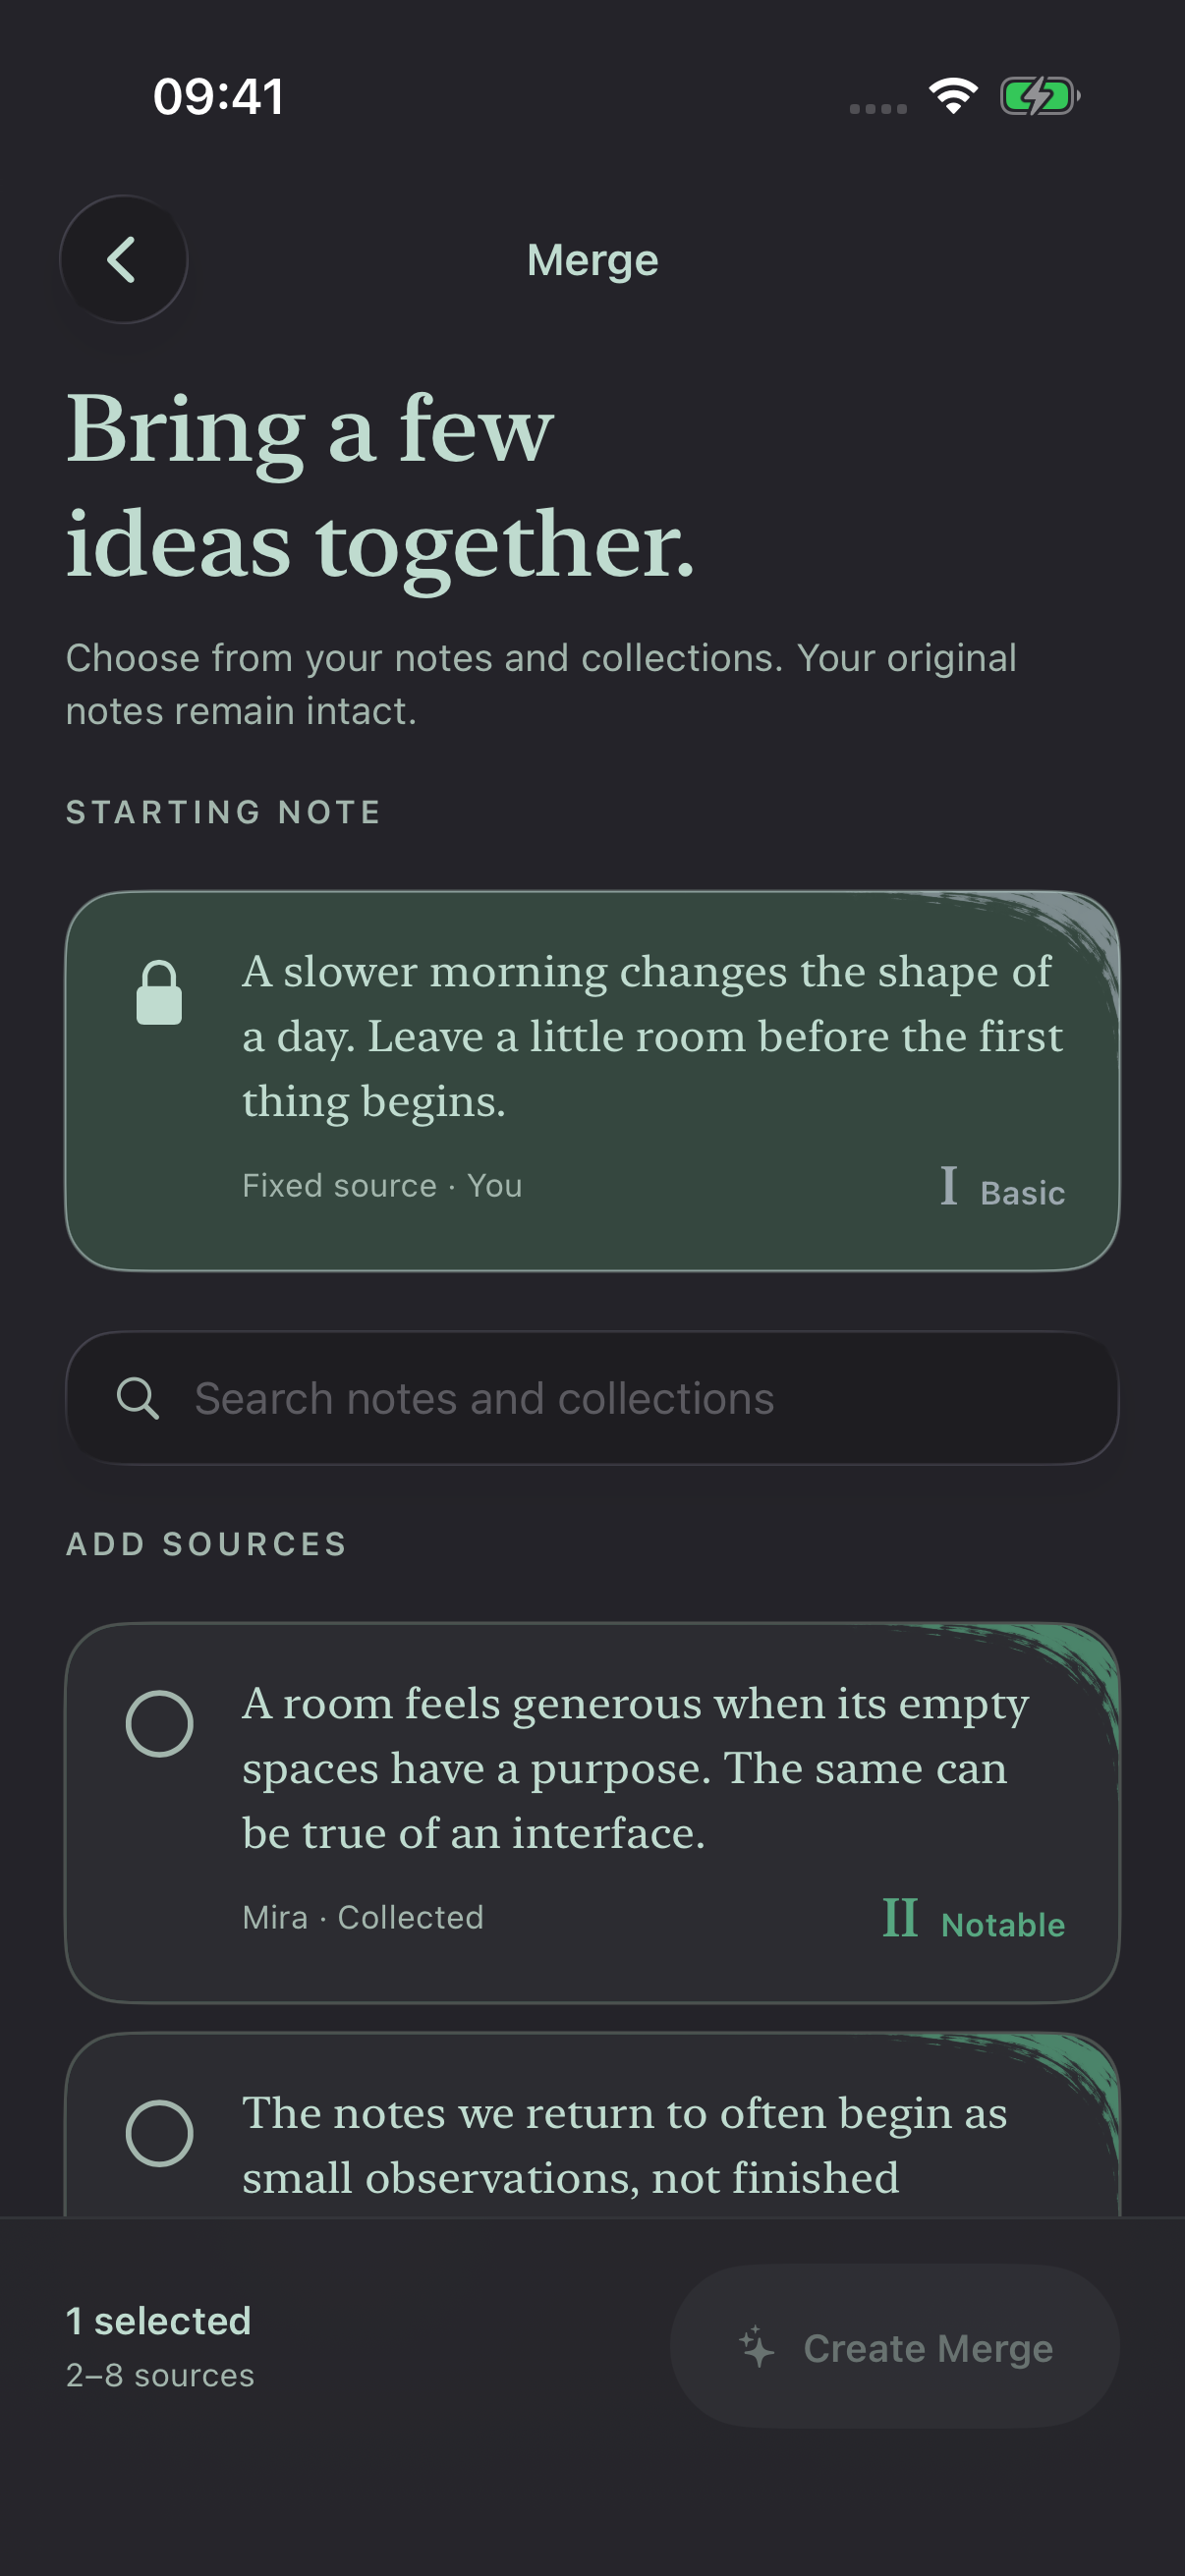 09:41
Merge
Bring a few
ideas together.
Choose from your notes and collections. Your original
notes remain intact.
STARTING NOTE
A slower morning changes the shape of
a day. Leave a little room before the first
thing begins.
Fixed source · You
I Basic
Search notes and collections
ADD SOURCES
A room feels generous when its empty
spaces have a purpose. The same can
be true of an interface.
Mira · Collected
II Notable
The notes we return to often begin as
small observations, not finished
1 selected
2–8 sources
Create Merge